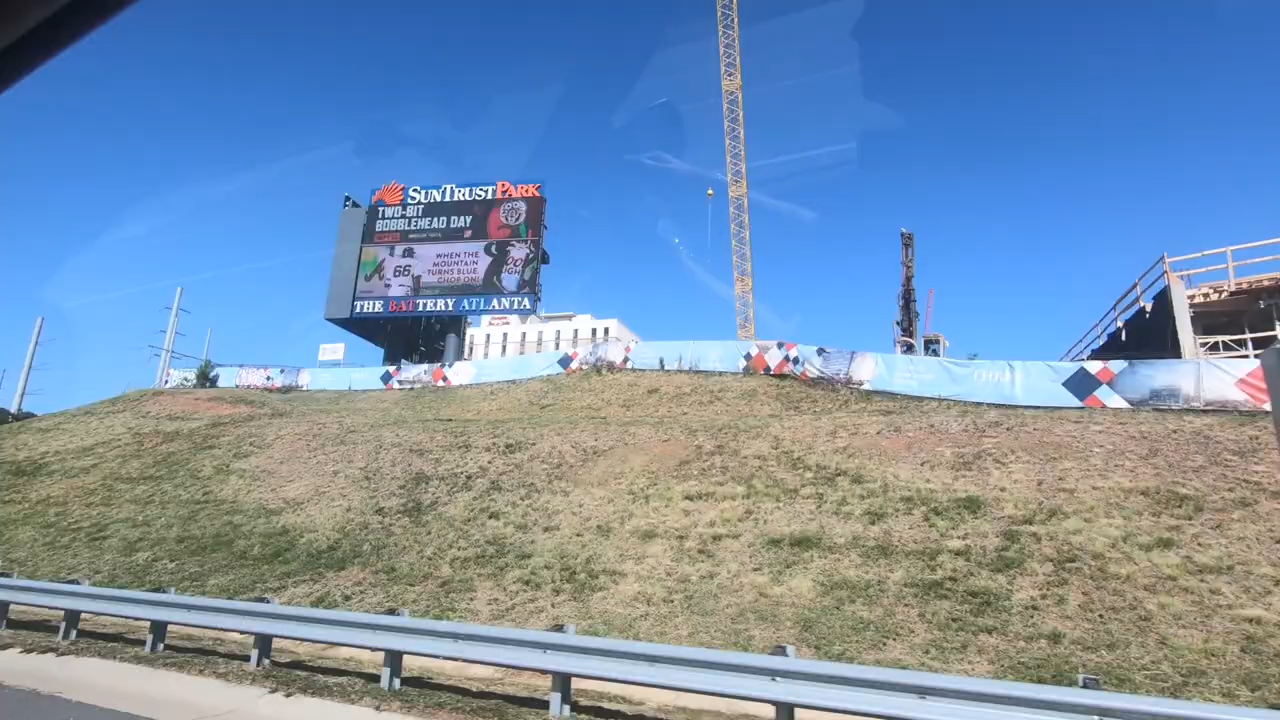 SUNTRUST PARK
TWO-BIT
BOBBLEHEAD DAY
66
WHEN THE
MOUNTAIN
TURNS BLUE,
CHOP ON!
THE BATTERY ATLANTA